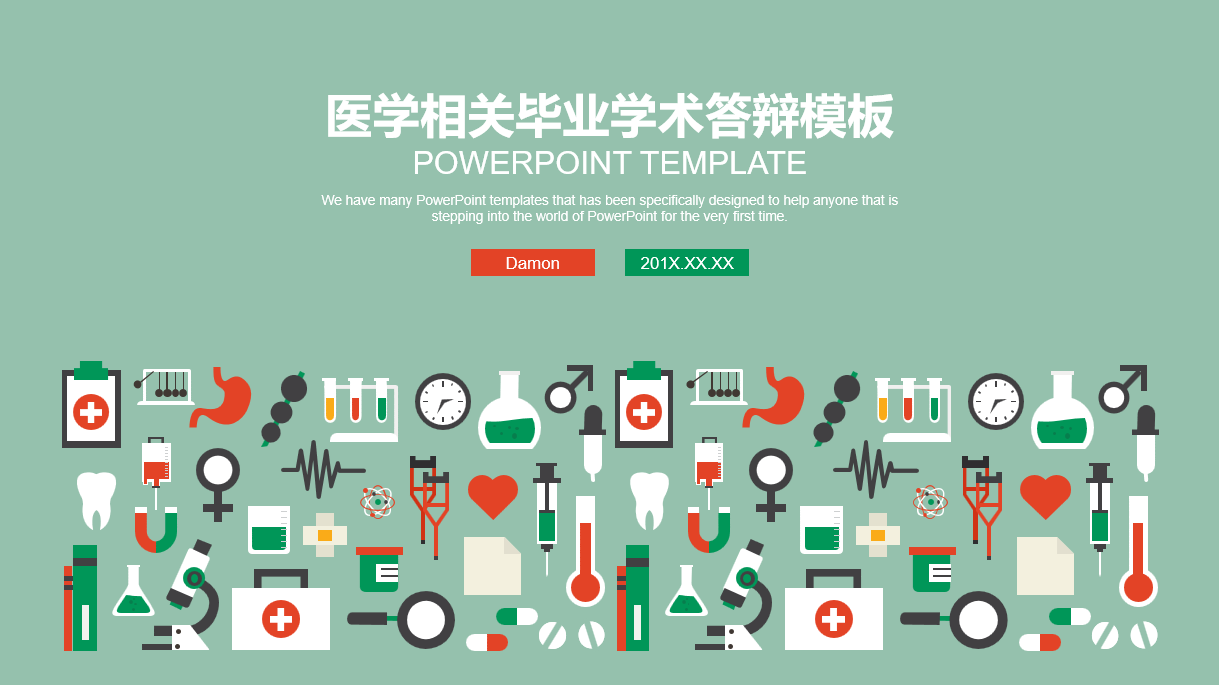 医学相关毕业学术答辩模板
POWERPOINT TEMPLATE
We have many PowerPoint templates that has been specifically designed to help anyone that is
stepping into the world of PowerPoint for the very first time.
Damon
201X.XX.XX